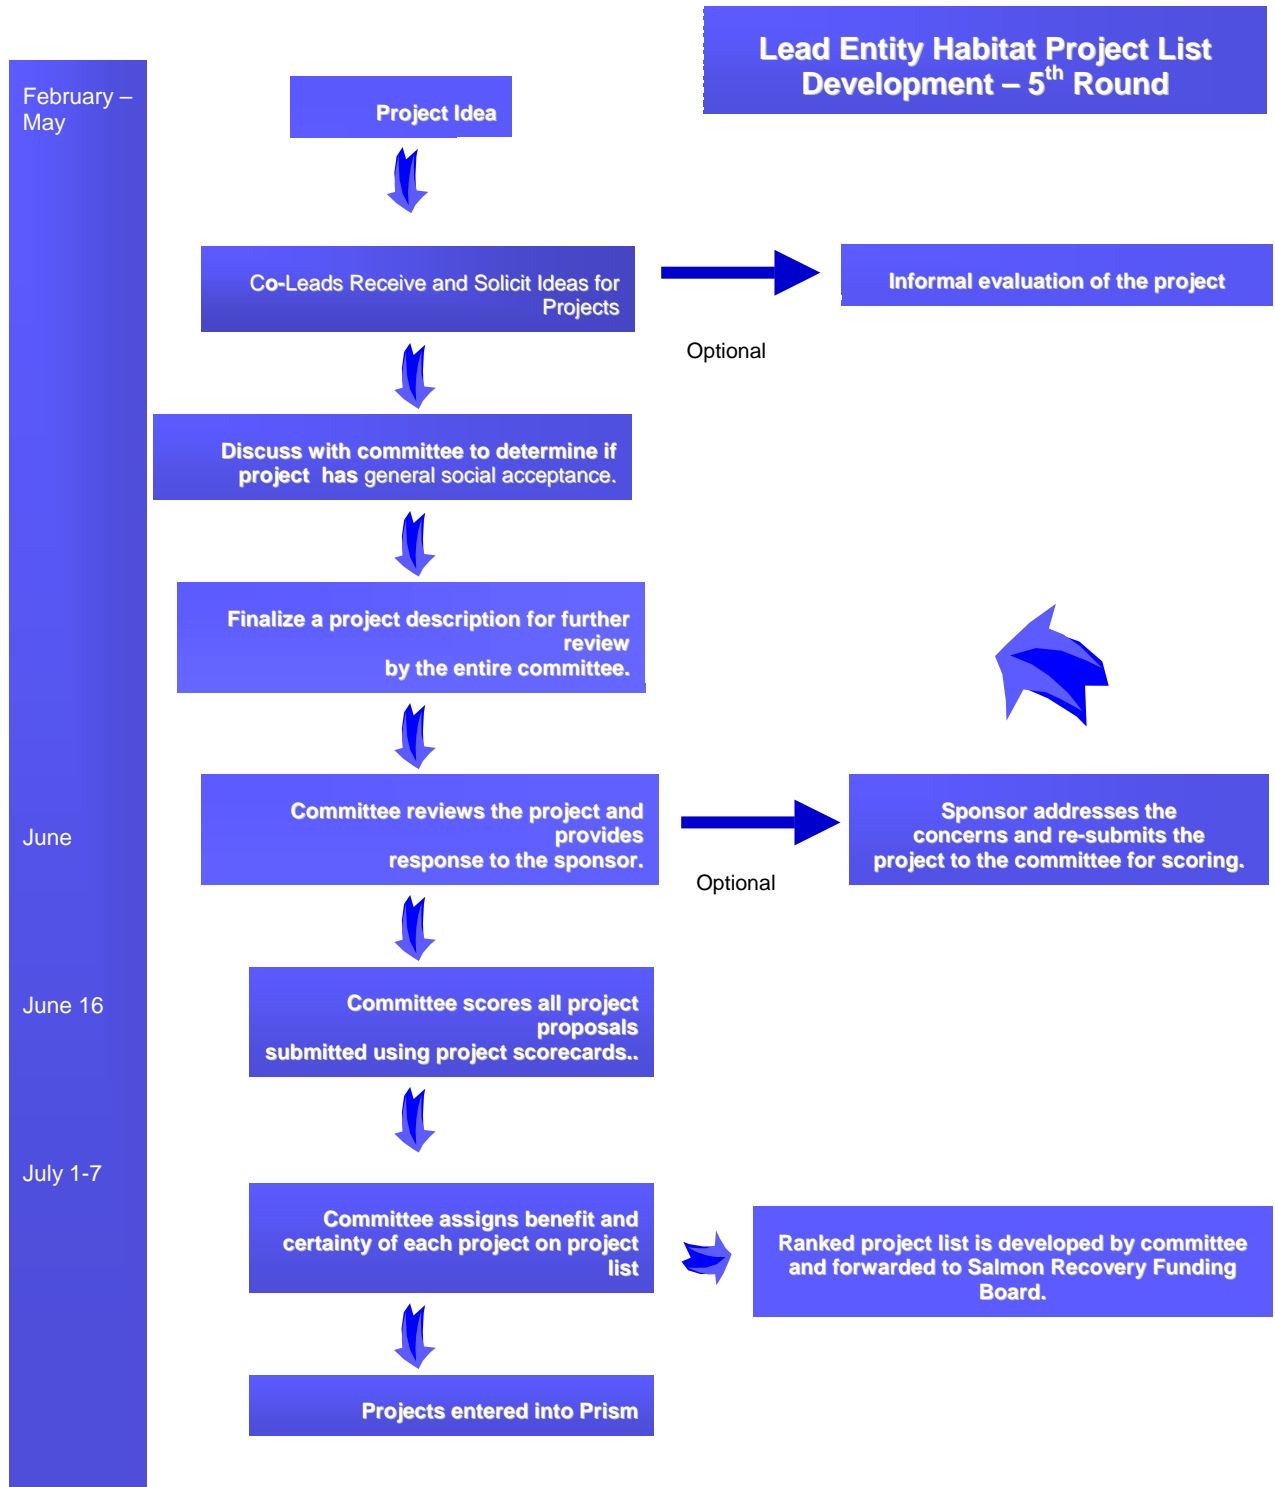 Lead Entity Habitat Project List
Development – 5th Round
February –
May
Project Idea
Co-Leads Receive and Solicit Ideas for
Projects
Optional
Informal evaluation of the project
Discuss with committee to determine if
project  has general social acceptance.
Finalize a project description for further
review
by the entire committee.
June
Committee reviews the project and
provides
response to the sponsor.
Optional
Sponsor addresses the
concerns and re-submits the
project to the committee for scoring.
June 16
Committee scores all project
proposals
submitted using project scorecards..
July 1-7
Committee assigns benefit and
certainty of each project on project
list
Ranked project list is developed by committee
and forwarded to Salmon Recovery Funding
Board.
Projects entered into Prism